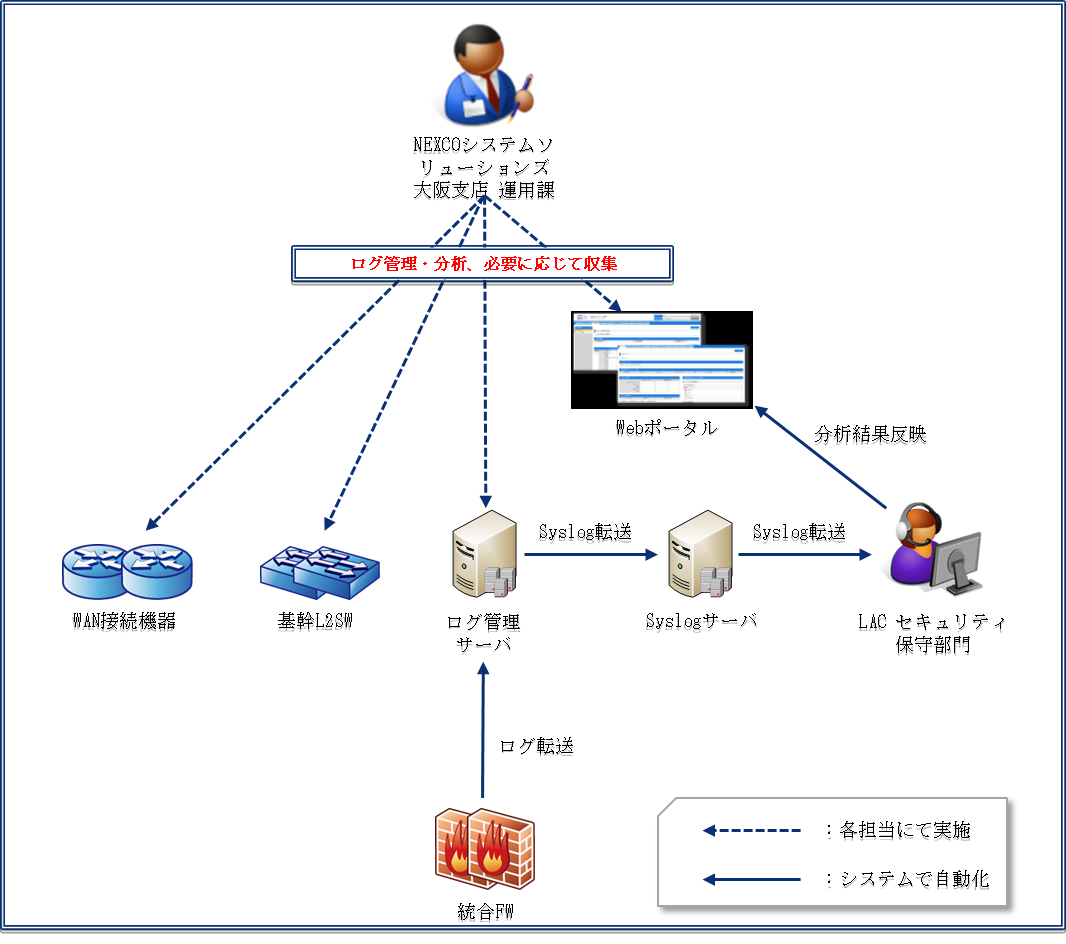 NEXCOシステムソ
リューションズ
大阪支店 運用課
ログ管理・分析、必要に応じて収集
Webポータル
分析結果反映
Syslog転送
Syslog転送
WAN接続機器
基幹L2SW
ログ管理
サーバ
Syslogサーバ
LAC セキュリティ
保守部門
ログ転送
統合FW
：各担当にて実施
：システムで自動化